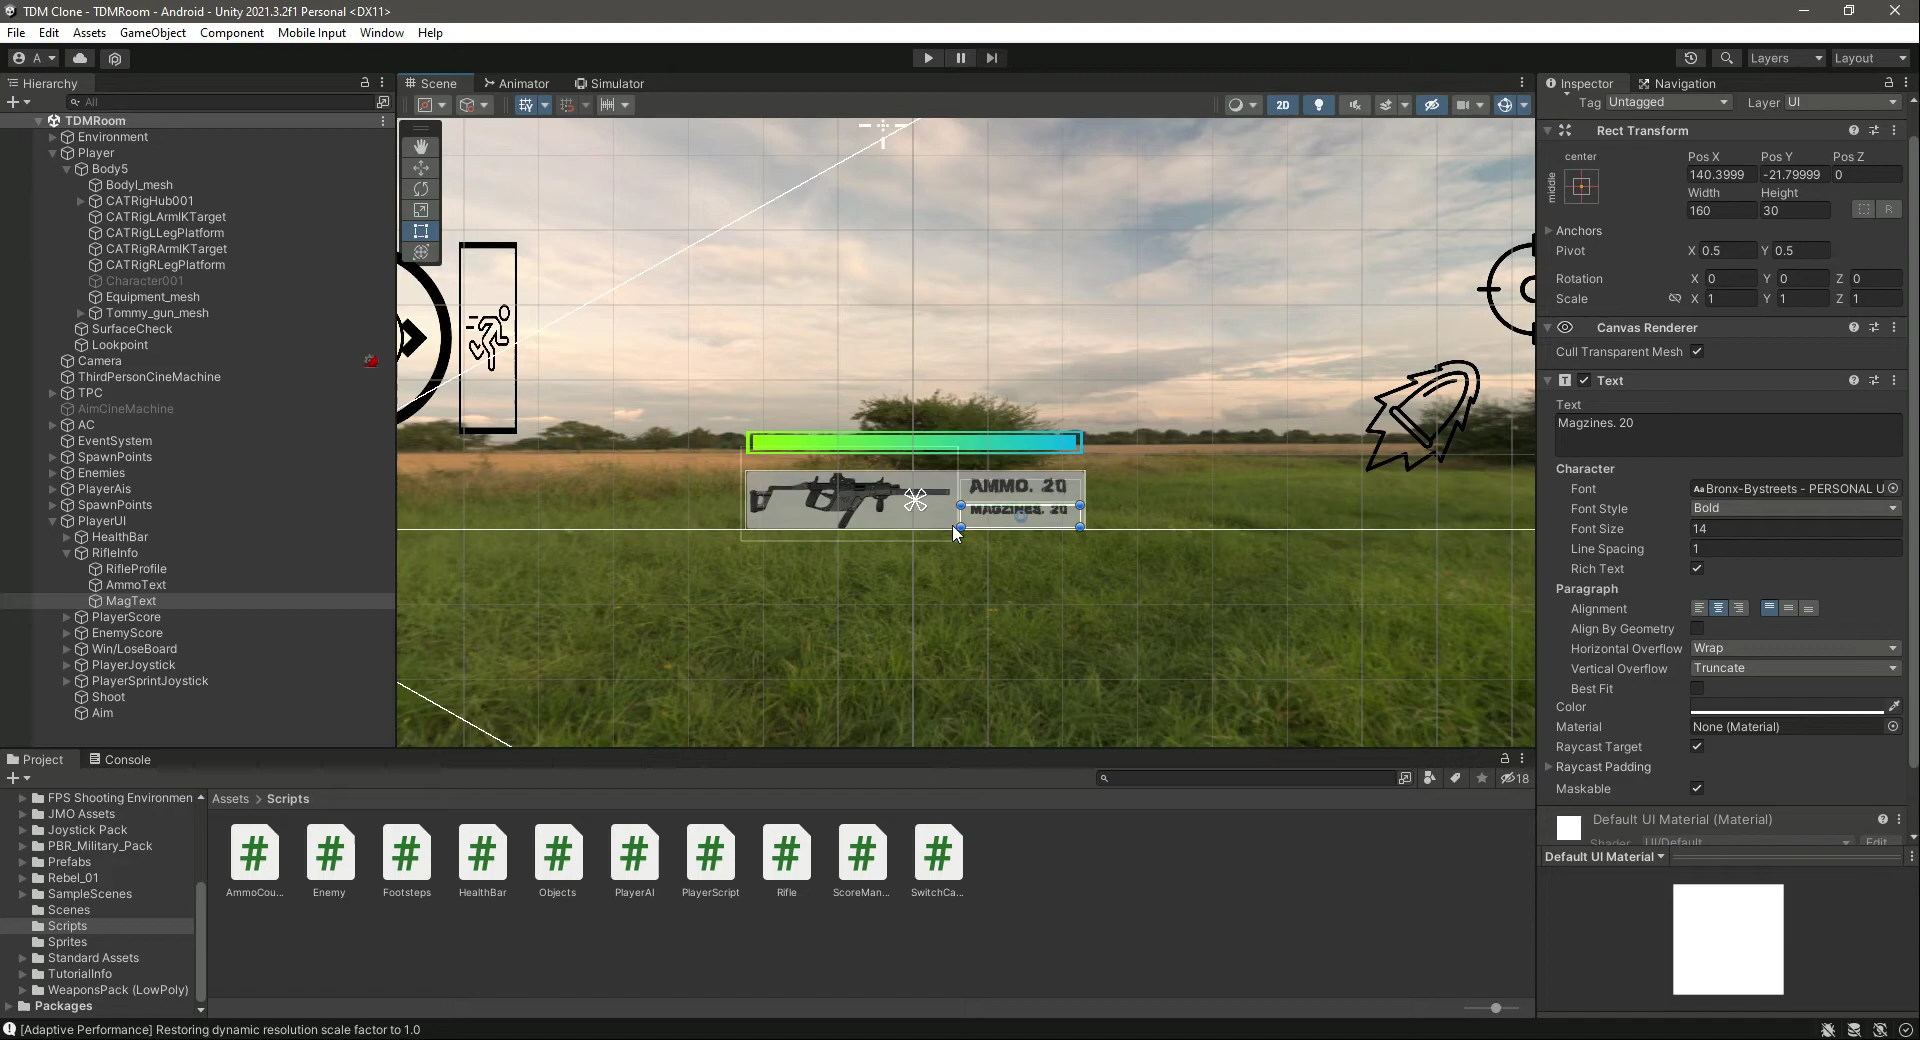 TDM Clone - TDMRoom - Android - Unity 2021.3.2f1 Personal <DX11>
File Edit Assets GameObject Component Mobile Input Window Help
A Layers Layout
Hierarchy Scene Animator Simulator Inspector Navigation
All 2D Tag Untagged Layer UI
TDMRoom
Environment
Player
Body5
Bodyl_mesh
CATRigHub001
CATRigLArmIKTarget
CATRigLLegPlatform
CATRigRArmIKTarget
CATRigRLegPlatform
Character001
Equipment_mesh
Tommy_gun_mesh
SurfaceCheck
Lookpoint
Camera
ThirdPersonCineMachine
TPC
AimCineMachine
AC
EventSystem
SpawnPoints
Enemies
PlayerAis
SpawnPoints
PlayerUI
HealthBar
RifleInfo
RifleProfile
AmmoText
MagText
PlayerScore
EnemyScore
Win/LoseBoard
PlayerJoystick
PlayerSprintJoystick
Shoot
Aim
AMMO. 20
MAGZINES. 20
Rect Transform
center
middle
Pos X Pos Y Pos Z
140.3999 -21.79999 0
Width Height
160 30 R
Anchors
Pivot X 0.5 Y 0.5
Rotation X 0 Y 0 Z 0
Scale X 1 Y 1 Z 1
Canvas Renderer
Cull Transparent Mesh
Text
Text
Magzines. 20
Character
Font Aa Bronx-Bystreets - PERSONAL U
Font Style Bold
Font Size 14
Line Spacing 1
Rich Text
Paragraph
Alignment
Align By Geometry
Horizontal Overflow Wrap
Vertical Overflow Truncate
Best Fit
Color
Material None (Material)
Raycast Target
Raycast Padding
Maskable
Default UI Material (Material)
Shader UI/Default Edit
Default UI Material
Project Console
18
FPS Shooting Environmen
JMO Assets
Joystick Pack
PBR_Military_Pack
Prefabs
Rebel_01
SampleScenes
Scenes
Scripts
Sprites
Standard Assets
TutorialInfo
WeaponsPack (LowPoly)
Packages
Assets > Scripts
AmmoCou... Enemy Footsteps HealthBar Objects PlayerAI PlayerScript Rifle ScoreMan... SwitchCa...
[Adaptive Performance] Restoring dynamic resolution scale factor to 1.0